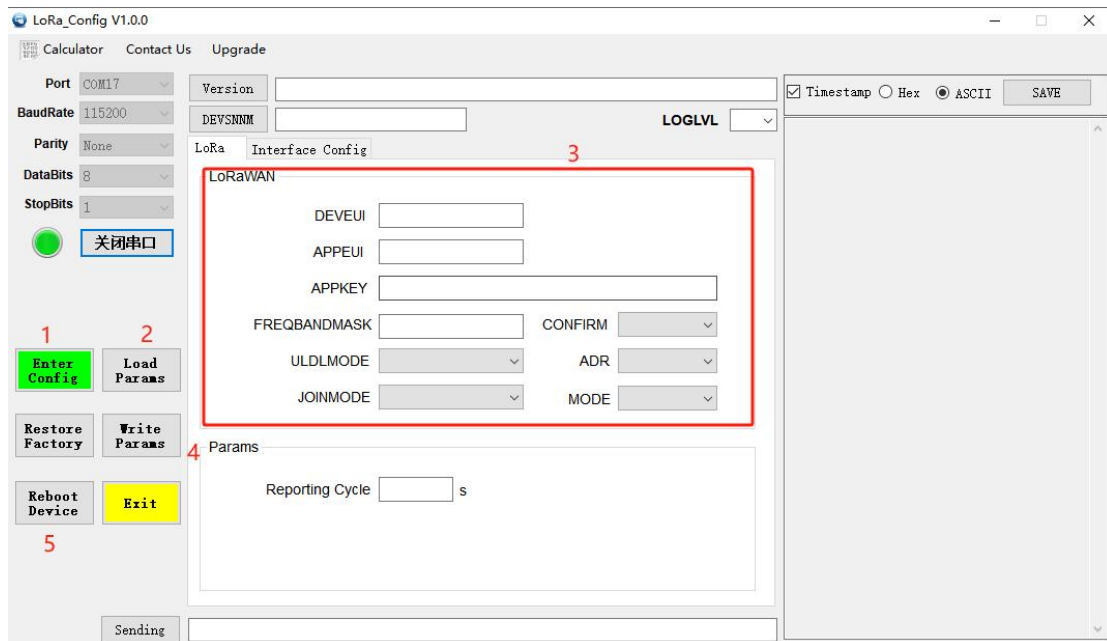 LoRa_Config V1.0.0
Calculator Contact Us Upgrade
Port COM17
BaudRate 115200
Parity None
DataBits 8
StopBits 1
关闭串口
1 2
Enter Config
Load Params
Restore Factory
Write Params
4
Reboot Device
Exit
5
Sending
Version
DEVSNNM
LOGLVL
LoRa Interface Config
3
LoRaWAN
DEVEUI
APPEUI
APPKEY
FREQBANDMASK CONFIRM
ULDLMODE ADR
JOINMODE MODE
Params
Reporting Cycle s
Timestamp Hex ASCII SAVE